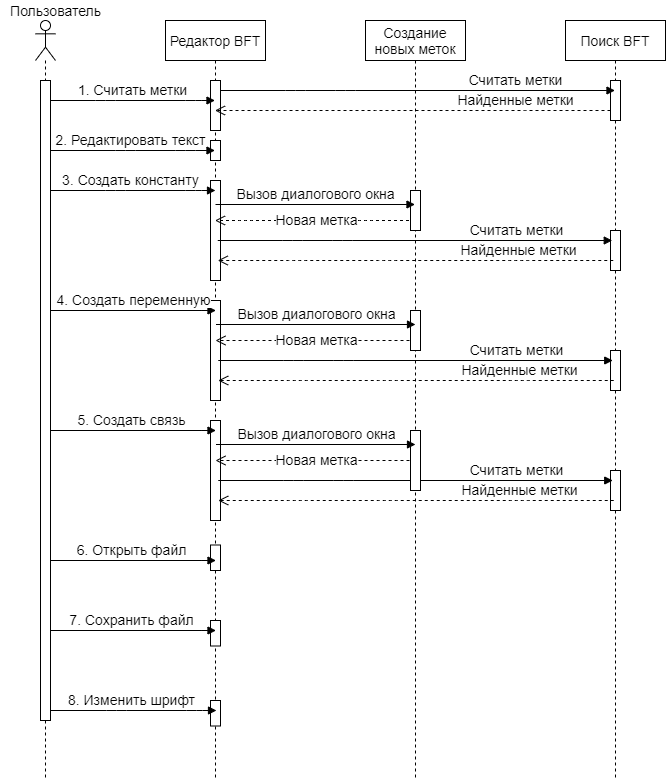 Пользователь
Редактор BFT
Создание
новых меток
Поиск BFT
1. Считать метки
Считать метки
Найденные метки
2. Редактировать текст
3. Создать константу
Вызов диалогового окна
Новая метка
Считать метки
Найденные метки
4. Создать переменную
Вызов диалогового окна
Новая метка
Считать метки
Найденные метки
5. Создать связь
Вызов диалогового окна
Новая метка
Считать метки
Найденные метки
6. Открыть файл
7. Сохранить файл
8. Изменить шрифт